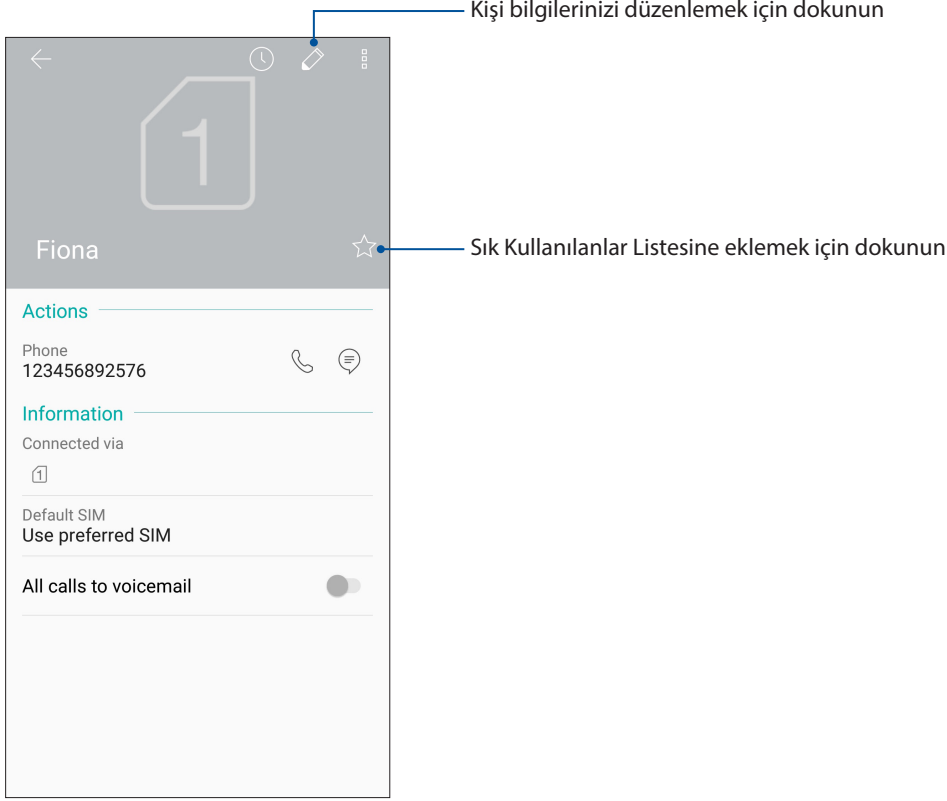 Kişi bilgilerinizi düzenlemek için dokunun
1
Fiona
Sık Kullanılanlar Listesine eklemek için dokunun
Actions
Phone
123456892576
Information
Connected via
1
Default SIM
Use preferred SIM
All calls to voicemail